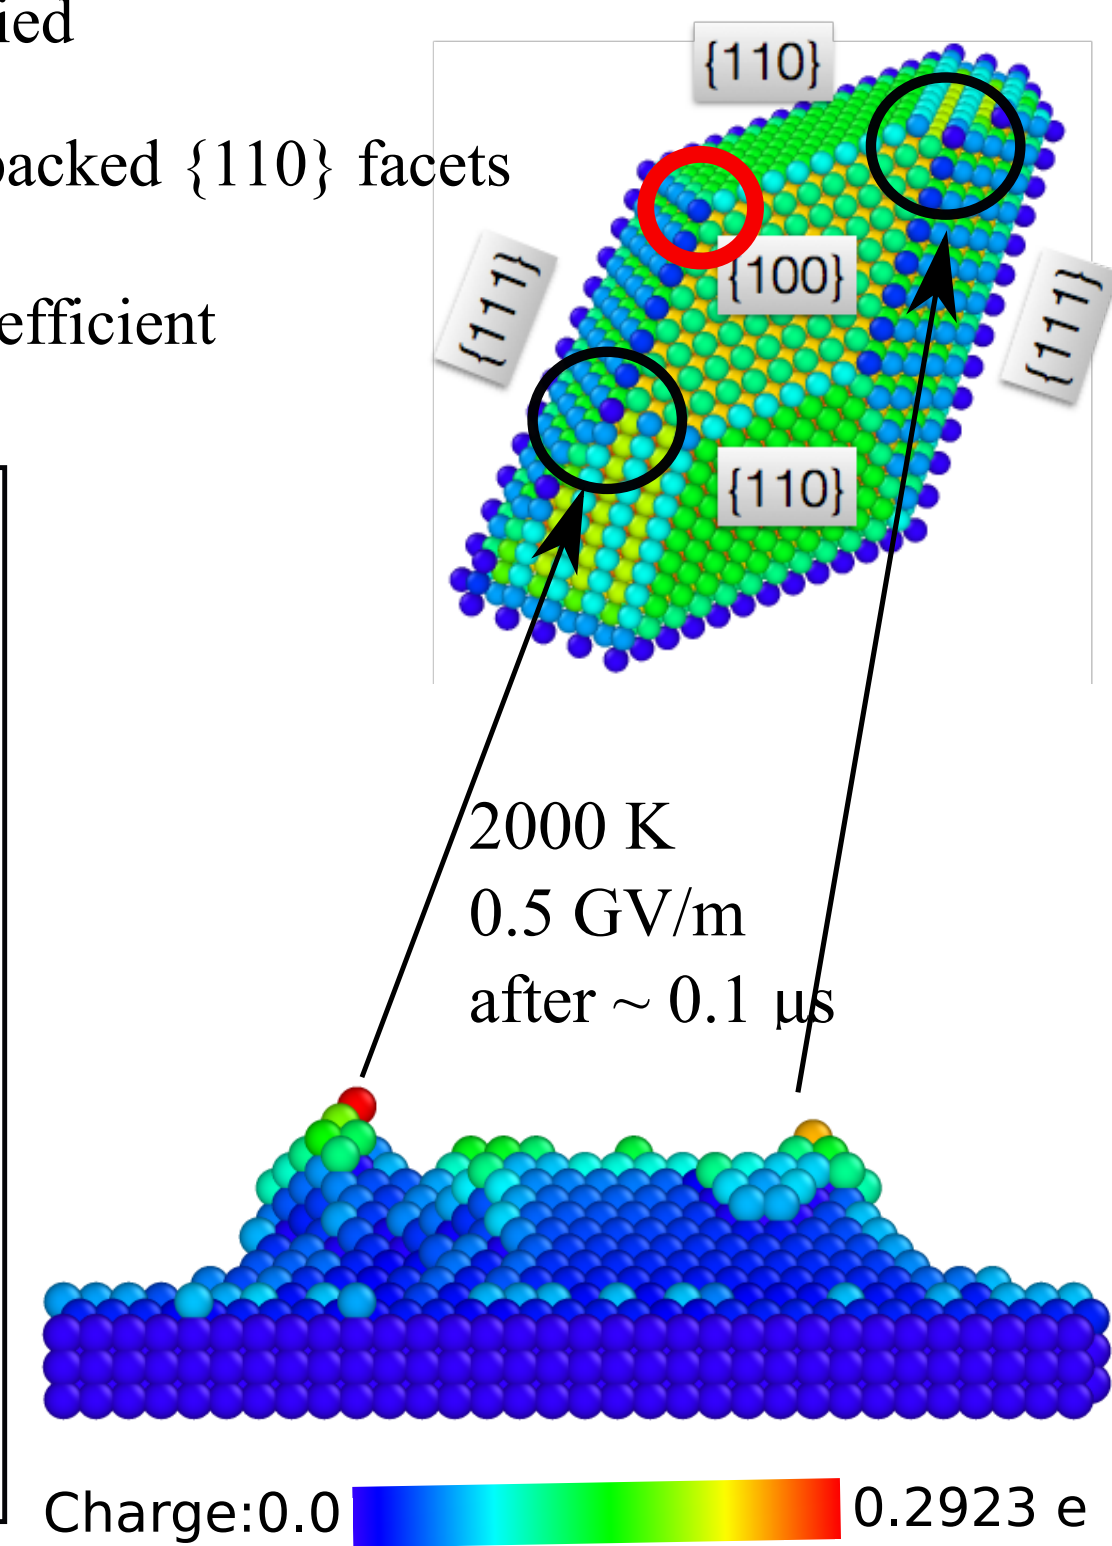 ied
{110}
packed {110} facets
{100}
{111}
{111}
efficient
{110}
2000 K
0.5 GV/m
after ~ 0.1 μs
Charge:0.0
0.2923 e